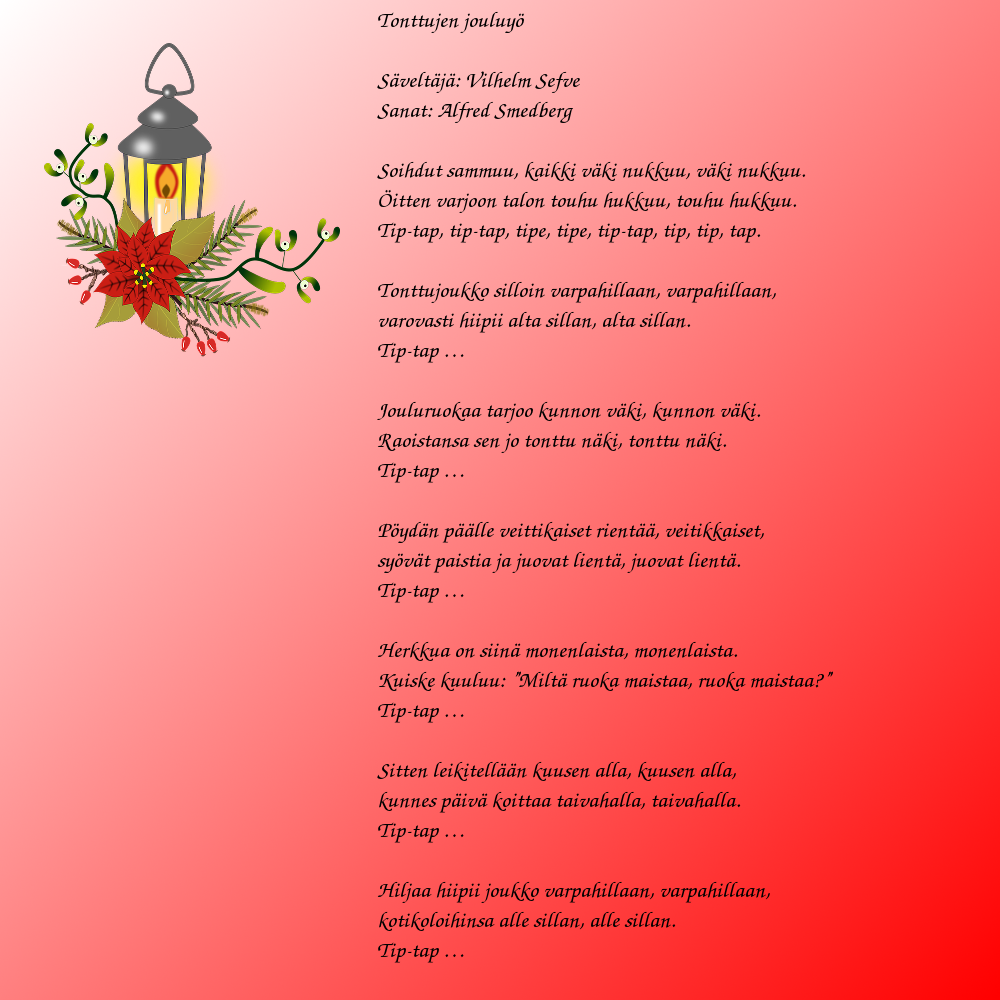 Tonttujen jouluyö
Säveltäjä: Vilhelm Sefve
Sanat: Alfred Smedberg
Soihdut sammuu, kaikki väki nukkuu, väki nukkuu.
Öitten varjoon talon touhu hukkuu, touhu hukkuu.
Tip-tap, tip-tap, tipe, tipe, tip-tap, tip, tip, tap.
Tonttujoukko silloin varpahillaan, varpahillaan,
varovasti hiipii alta sillan, alta sillan.
Tip-tap …
Jouluruokaa tarjoo kunnon väki, kunnon väki.
Raoistansa sen jo tonttu näki, tonttu näki.
Tip-tap …
Pöydän päälle veittikaiset rientää, veitikkaiset,
syövät paistia ja juovat lientä, juovat lientä.
Tip-tap …
Herkkua on siinä monenlaista, monenlaista.
Kuiske kuuluu: ”Miltä ruoka maistaa, ruoka maistaa?”
Tip-tap …
Sitten leikitellään kuusen alla, kuusen alla,
kunnes päivä koittaa taivahalla, taivahalla.
Tip-tap …
Hiljaa hiipii joukko varpahillaan, varpahillaan,
kotikoloihinsa alle sillan, alle sillan.
Tip-tap …